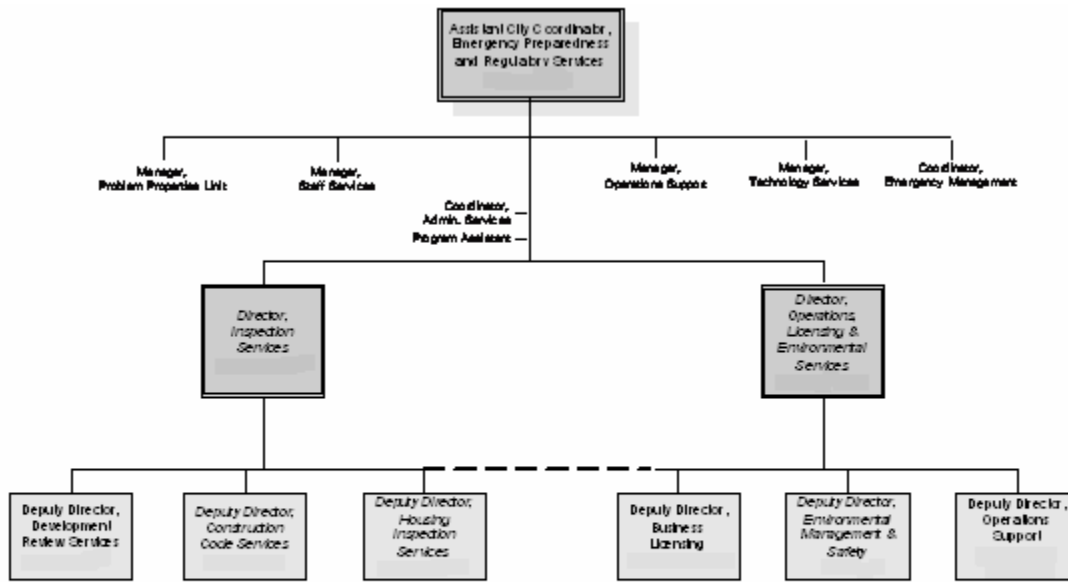 Assistant City Coordinator,
Emergency Preparedness
and Regulatory Services
Manager,
Problem Properties Unit
Manager,
Staff Services
Manager,
Operations Support
Manager,
Technology Services
Coordinator,
Emergency Management
Coordinator,
Admin. Services
Program Assistant
Director,
Inspection
Services
Director,
Operations,
Licensing &
Environmental
Services
Deputy Director,
Development
Review Services
Deputy Director,
Construction
Code Services
Deputy Director,
Housing
Inspection
Services
Deputy Director,
Business
Licensing
Deputy Director,
Environmental
Management &
Safety
Deputy Director,
Operations
Support